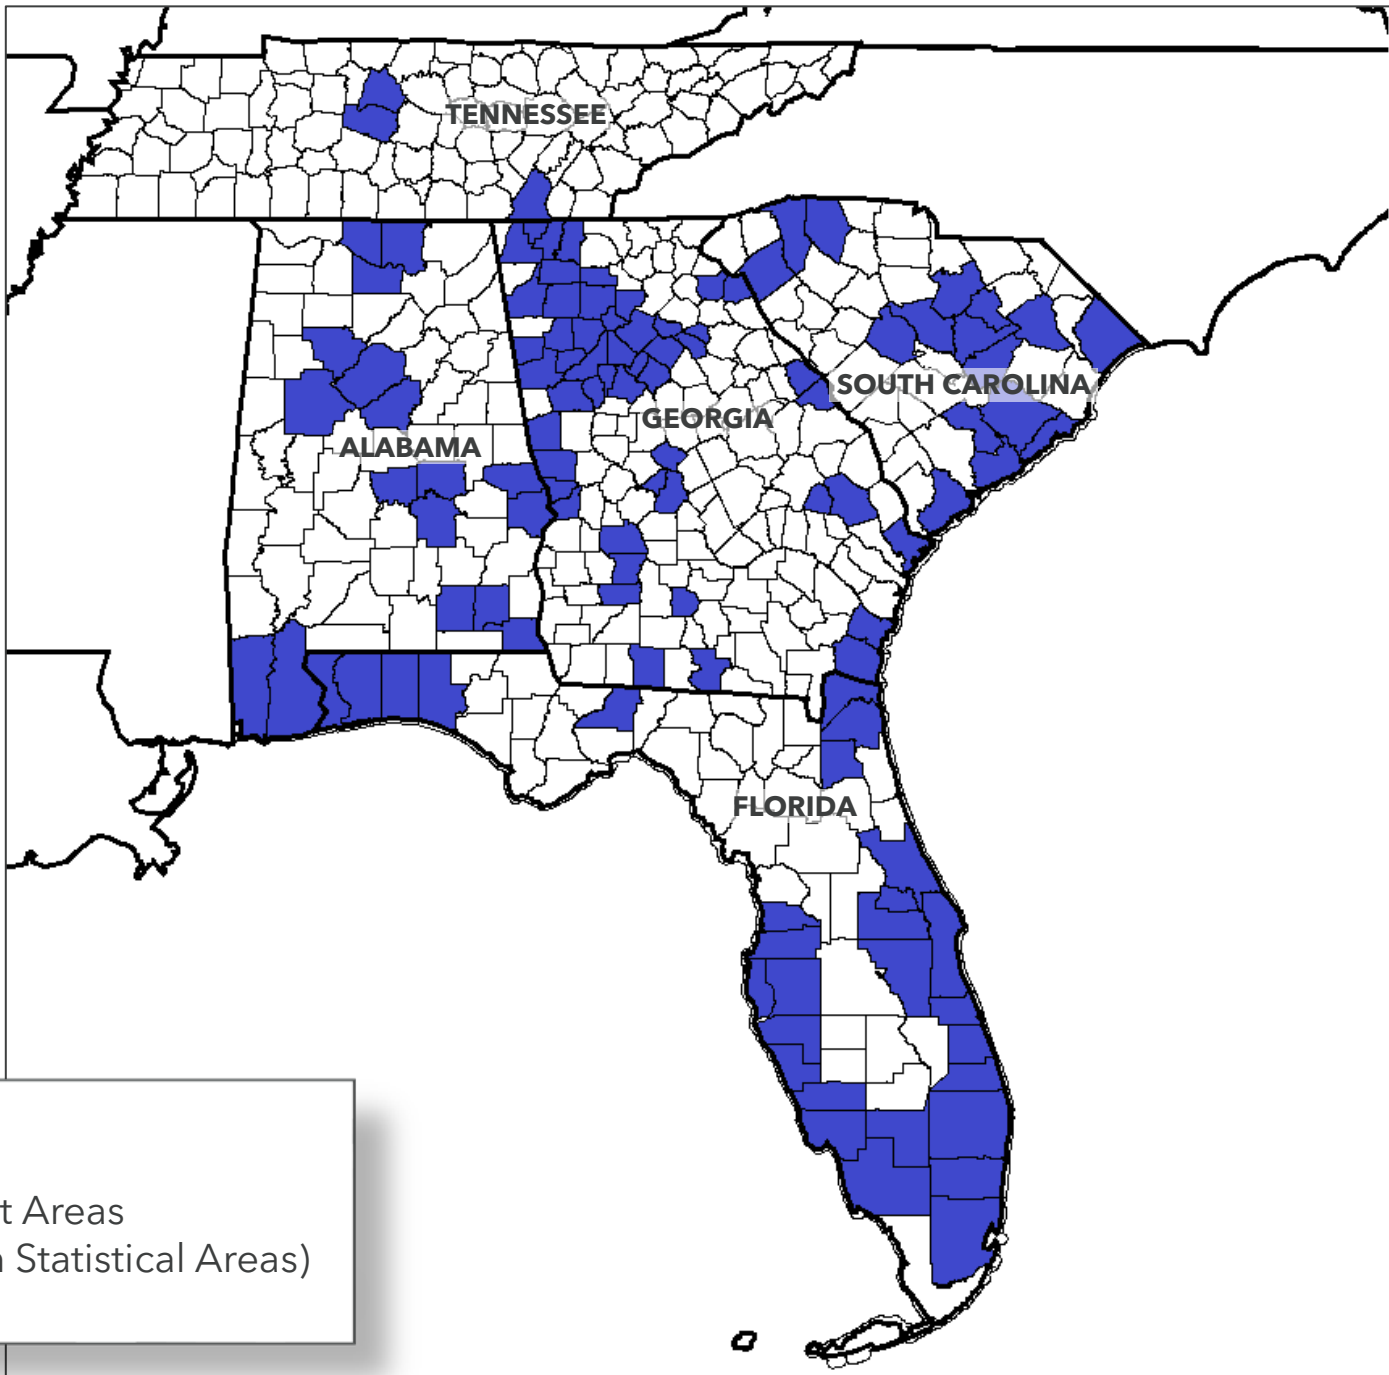 TENNESSEE
SOUTH CAROLINA
GEORGIA
ALABAMA
FLORIDA
t Areas
Statistical Areas)